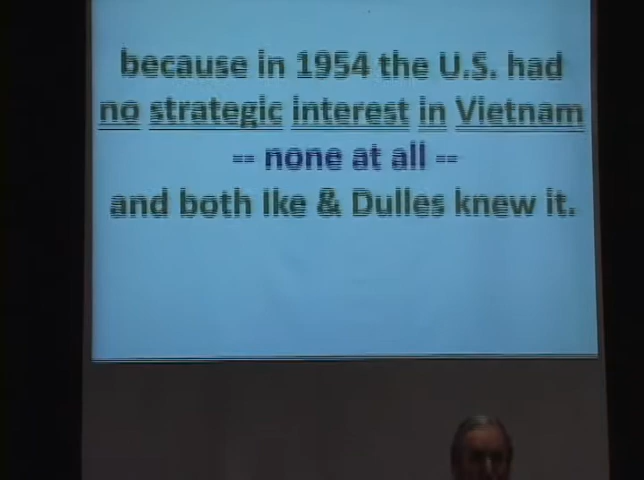 because in 1954 the U.S. had
no strategic interest in Vietnam
-- none at all --
and both Ike & Dulles knew it.